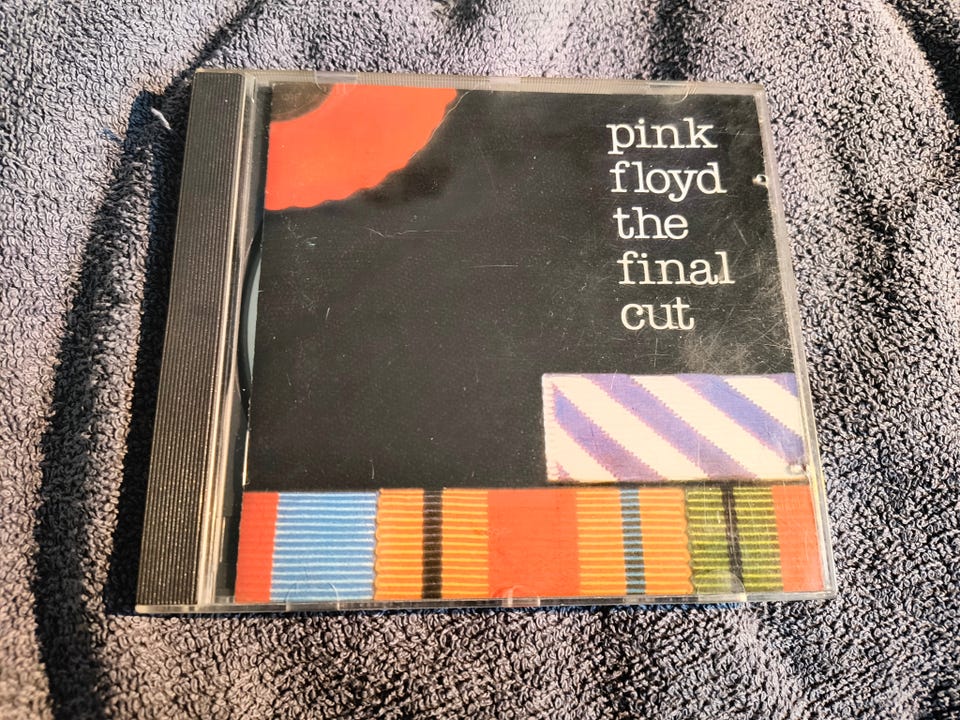 pink
floyd
the
final
cut